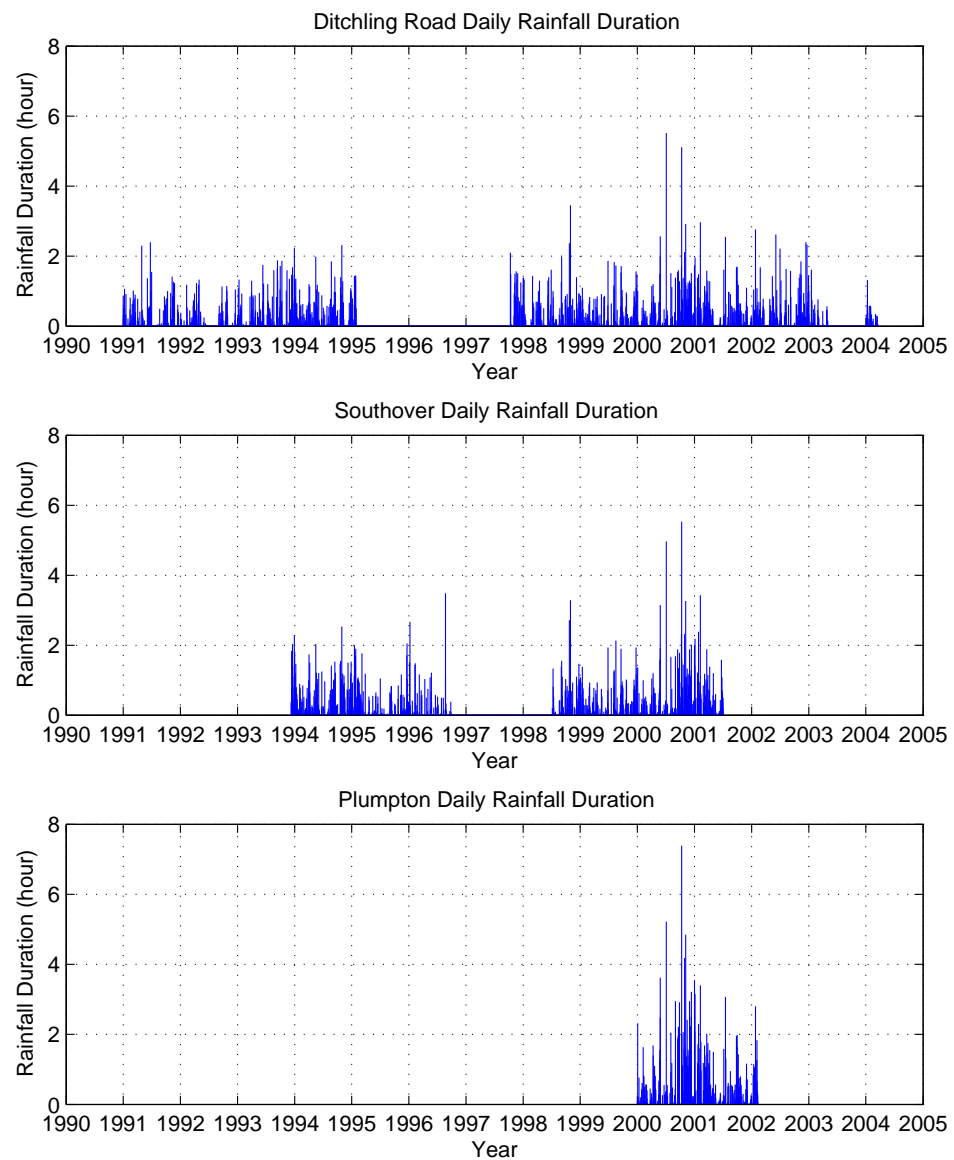 Ditchling Road Daily Rainfall Duration
8
6
4
2
0
Rainfall Duration (hour)
1990 1991 1992 1993 1994 1995 1996 1997 1998 1999 2000 2001 2002 2003 2004 2005
Year
Southover Daily Rainfall Duration
8
6
4
2
0
Rainfall Duration (hour)
1990 1991 1992 1993 1994 1995 1996 1997 1998 1999 2000 2001 2002 2003 2004 2005
Year
Plumpton Daily Rainfall Duration
8
6
4
2
0
Rainfall Duration (hour)
1990 1991 1992 1993 1994 1995 1996 1997 1998 1999 2000 2001 2002 2003 2004 2005
Year